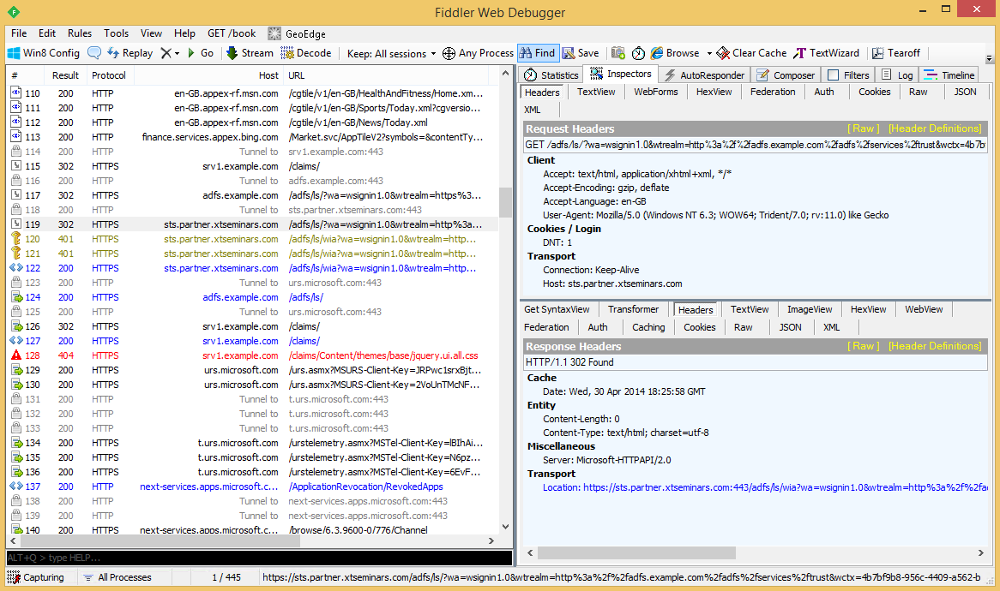 Fiddler Web Debugger
File Edit Rules Tools View Help GET /book GeoEdge
Win8 Config Replay Go Stream Decode Keep: All sessions Any Process Find Save Browse Clear Cache TextWizard Tearoff
# Result Protocol Host URL
110 200 HTTP en-GB.appex-rf.msn.com /cgtile/v1/en-GB/HealthAndFitness/Home.xm...
111 200 HTTP en-GB.appex-rf.msn.com /cgtile/v1/en-GB/Sports/Today.xml?cgversio...
112 200 HTTP en-GB.appex-rf.msn.com /cgtile/v1/en-GB/News/Today.xml
113 200 HTTP finance.services.appex.bing.com /Market.svc/AppTileV2?symbols=&contentTy...
114 200 HTTP Tunnel to srv1.example.com:443
115 302 HTTPS srv1.example.com /claims/
116 200 HTTP Tunnel to adfs.example.com:443
117 302 HTTPS adfs.example.com /adfs/ls/?wa=wsignin1.0&wtrealm=https%3...
118 200 HTTP Tunnel to sts.partner.xtseminars.com:443
119 302 HTTPS sts.partner.xtseminars.com /adfs/ls/?wa=wsignin1.0&wtrealm=http%3a...
120 401 HTTPS sts.partner.xtseminars.com /adfs/ls/wia?wa=wsignin1.0&wtrealm=http...
121 401 HTTPS sts.partner.xtseminars.com /adfs/ls/wia?wa=wsignin1.0&wtrealm=http...
122 200 HTTPS sts.partner.xtseminars.com /adfs/ls/wia?wa=wsignin1.0&wtrealm=http...
123 200 HTTP Tunnel to urs.microsoft.com:443
124 200 HTTPS adfs.example.com /adfs/ls/
125 200 HTTP Tunnel to urs.microsoft.com:443
126 302 HTTPS srv1.example.com /claims/
127 200 HTTPS srv1.example.com /claims/
128 404 HTTPS srv1.example.com /claims/Content/themes/base/jquery.ui.all.css
129 200 HTTPS urs.microsoft.com /urs.asmx?MSURS-Client-Key=JRPwc1srxBjt...
130 200 HTTPS urs.microsoft.com /urs.asmx?MSURS-Client-Key=2VoUnTMcNF...
131 200 HTTP Tunnel to t.urs.microsoft.com:443
132 200 HTTP Tunnel to t.urs.microsoft.com:443
133 200 HTTP Tunnel to t.urs.microsoft.com:443
134 200 HTTPS t.urs.microsoft.com /urstelemetry.asmx?MSTel-Client-Key=lBIhAi...
135 200 HTTPS t.urs.microsoft.com /urstelemetry.asmx?MSTel-Client-Key=N6pz...
136 200 HTTPS t.urs.microsoft.com /urstelemetry.asmx?MSTel-Client-Key=6EvF...
137 200 HTTPS next-services.apps.microsoft.c... /ApplicationRevocation/RevokedApps
138 200 HTTP Tunnel to next-services.apps.microsoft.com:443
139 200 HTTP Tunnel to next-services.apps.microsoft.com:443
140 200 HTTPS next-services.apps.microsoft.c... /browse/6.3.9600-0/776/Channel
ALT+Q > type HELP...
Statistics Inspectors AutoResponder Composer Filters Log Timeline
Headers TextView WebForms HexView Federation Auth Cookies Raw JSON
XML
Request Headers [ Raw ] [Header Definitions]
GET /adfs/ls/?wa=wsignin1.0&wtrealm=http%3a%2f%2fadfs.example.com%2fadfs%2fservices%2ftrust&wctx=4b7bf
Client
Accept: text/html, application/xhtml+xml, */*
Accept-Encoding: gzip, deflate
Accept-Language: en-GB
User-Agent: Mozilla/5.0 (Windows NT 6.3; WOW64; Trident/7.0; rv:11.0) like Gecko
Cookies / Login
DNT: 1
Transport
Connection: Keep-Alive
Host: sts.partner.xtseminars.com
Get SyntaxView Transformer Headers TextView ImageView HexView WebView
Federation Auth Caching Cookies Raw JSON XML
Response Headers [ Raw ] [Header Definitions]
HTTP/1.1 302 Found
Cache
Date: Wed, 30 Apr 2014 18:25:58 GMT
Entity
Content-Length: 0
Content-Type: text/html; charset=utf-8
Miscellaneous
Server: Microsoft-HTTPAPI/2.0
Transport
Location: https://sts.partner.xtseminars.com:443/adfs/ls/wia?wa=wsignin1.0&wtrealm=http%3a%2f%2fad
Capturing All Processes 1 / 445 https://sts.partner.xtseminars.com/adfs/ls/?wa=wsignin1.0&wtrealm=http%3a%2f%2fadfs.example.com%2fadfs%2fservices%2ftrust&wctx=4b7bf9b8-956c-4409-a562-b